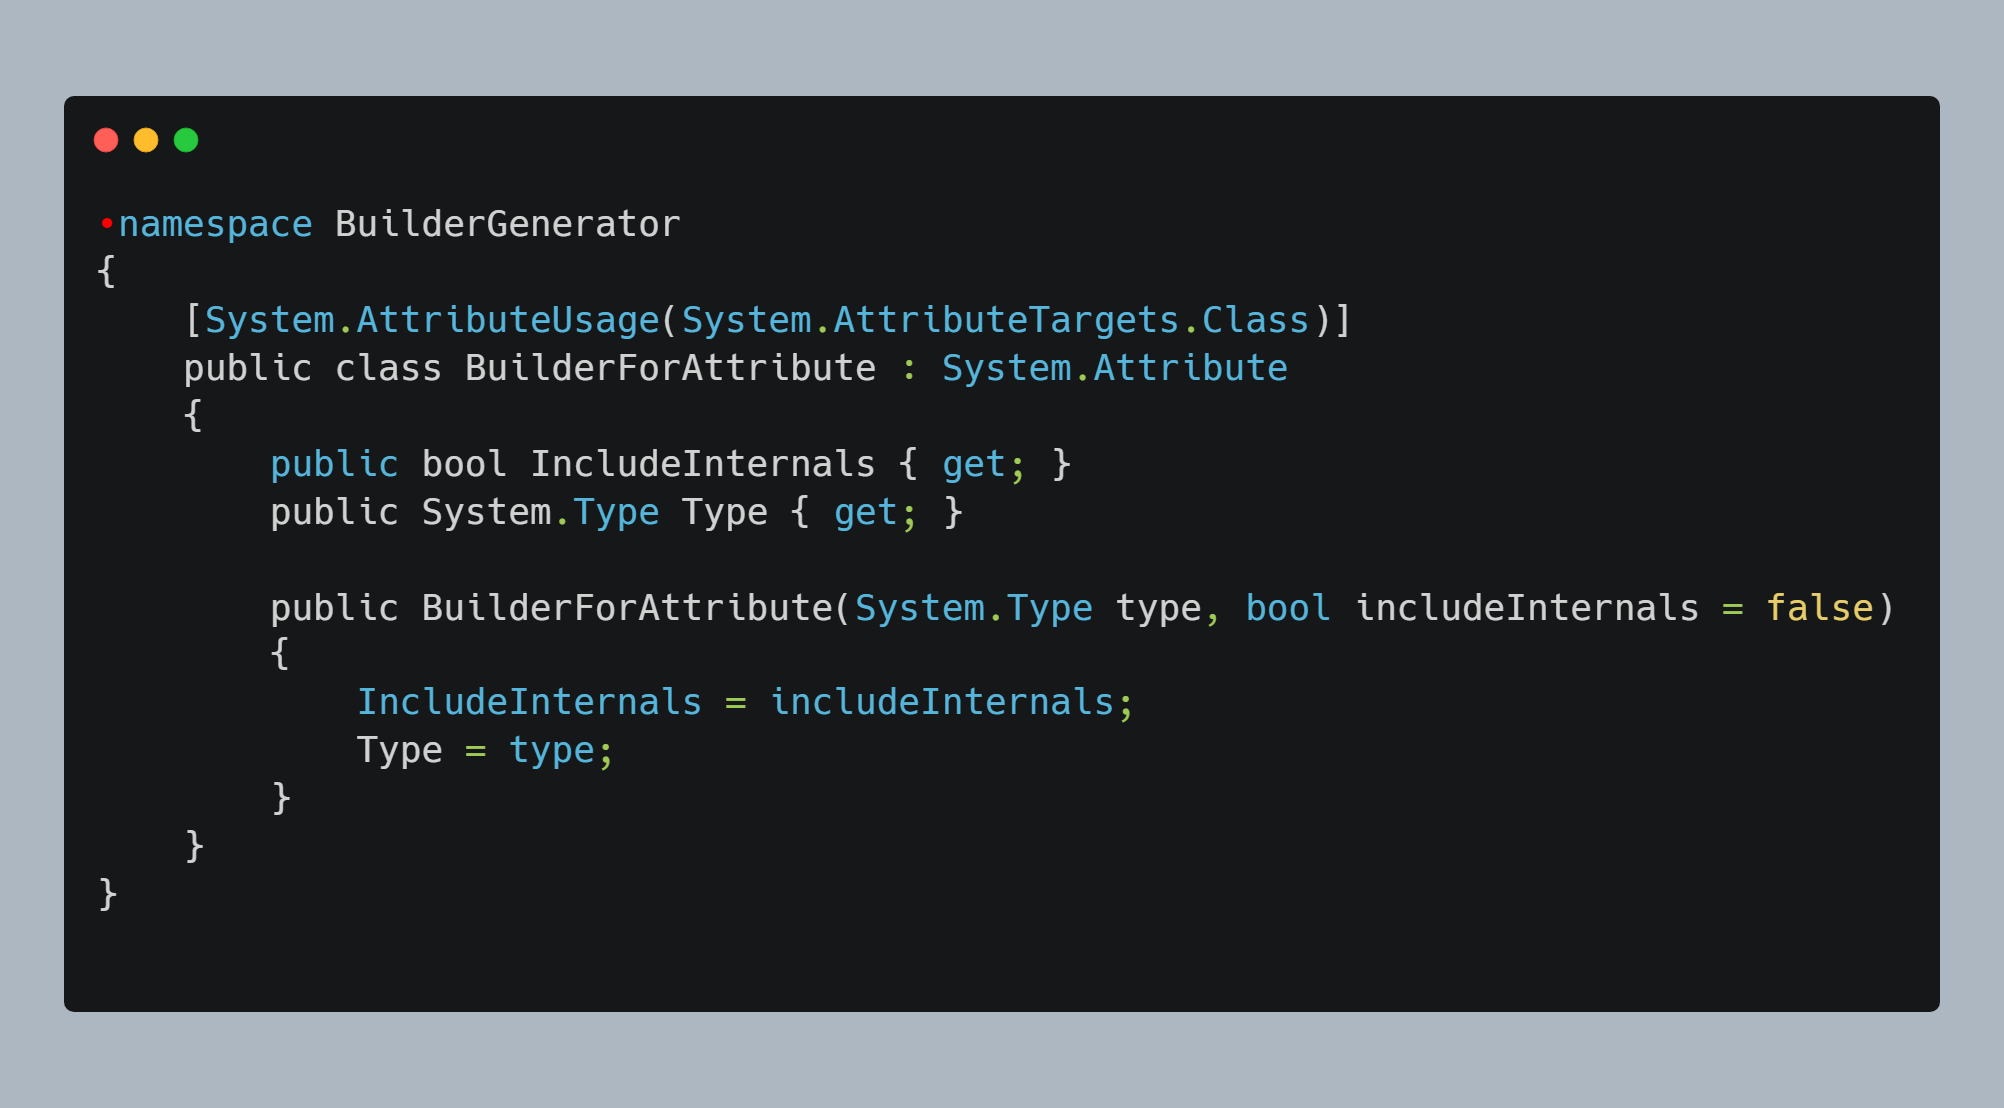 •namespace BuilderGenerator
{
    [System.AttributeUsage(System.AttributeTargets.Class)]
    public class BuilderForAttribute : System.Attribute
    {
        public bool IncludeInternals { get; }
        public System.Type Type { get; }

        public BuilderForAttribute(System.Type type, bool includeInternals = false)
        {
            IncludeInternals = includeInternals;
            Type = type;
        }
    }
}